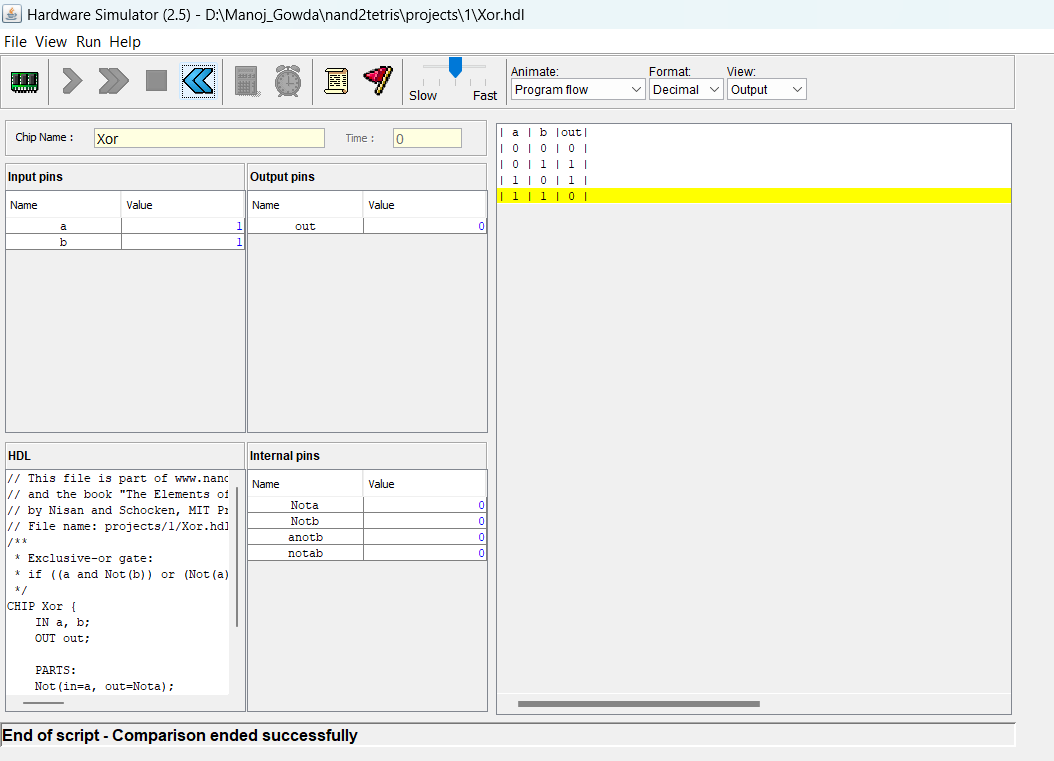 Hardware Simulator (2.5) - D:\Manoj_Gowda\nand2tetris\projects\1\Xor.hdl
File View Run Help
Slow Fast
Animate: Format: View:
Program flow Decimal Output
Chip Name : Xor Time : 0
Input pins
Name Value
a 1
b 1
Output pins
Name Value
out 0
HDL
// This file is part of www.nand
// and the book "The Elements of
// by Nisan and Schocken, MIT Pr
// File name: projects/1/Xor.hdl
/**
* Exclusive-or gate:
* if ((a and Not(b)) or (Not(a)
*/
CHIP Xor {
IN a, b;
OUT out;
PARTS:
Not(in=a, out=Nota);
Internal pins
Name Value
Nota 0
Notb 0
anotb 0
notab 0
| a | b |out|
| 0 | 0 | 0 |
| 0 | 1 | 1 |
| 1 | 0 | 1 |
| 1 | 1 | 0 |
End of script - Comparison ended successfully